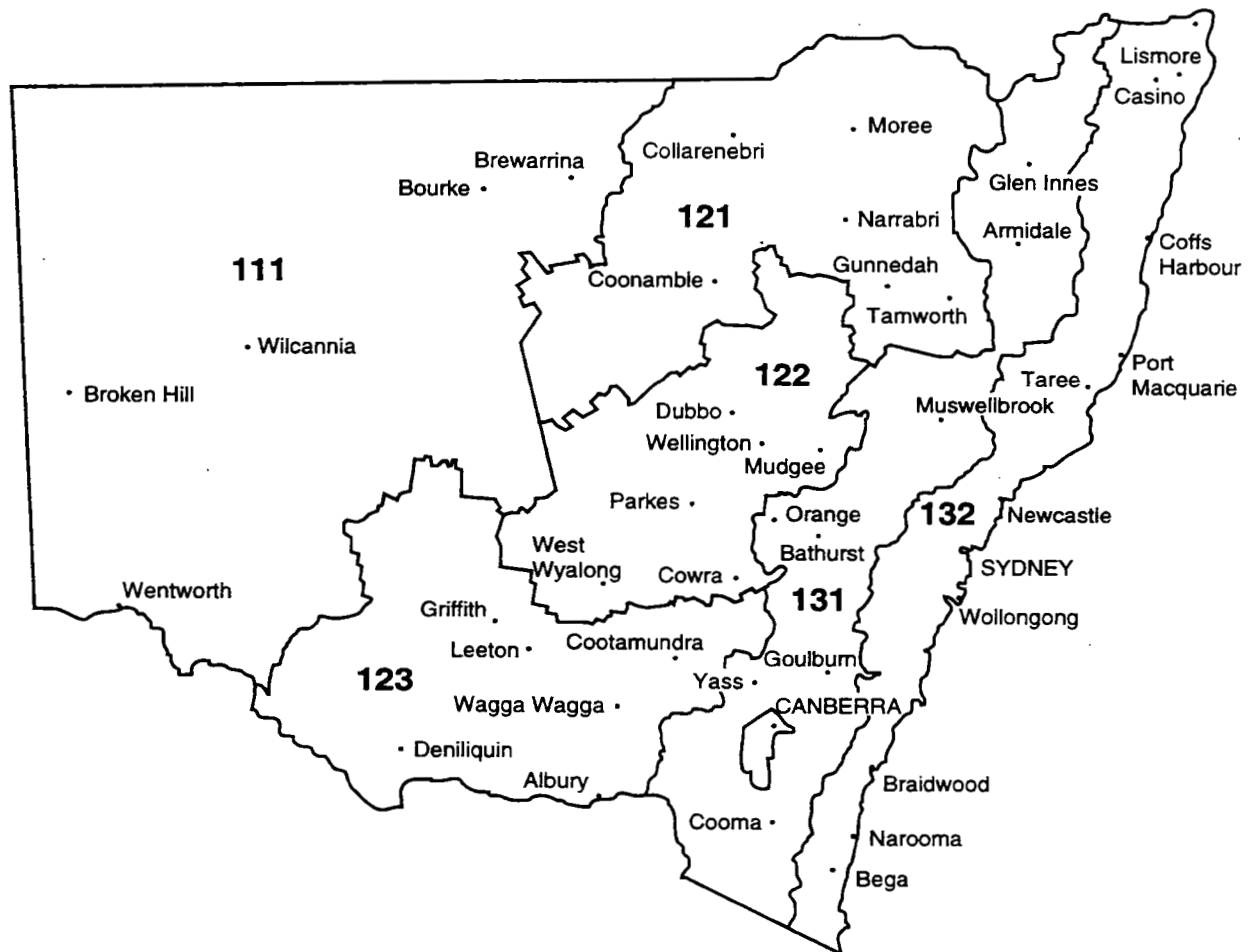 Lismore
Casino
Moree
Collarenebri
Brewarrina
Bourke
Glen Innes
121
Narrabri
Armidale
Coffs
Harbour
111
Gunnedah
Coonamble
Tamworth
Wilcannia
Port
Macquarie
122
Taree
Broken Hill
Dubbo
Muswellbrook
Wellington
Mudgee
Parkes
Orange
132
Newcastle
West
Wyalong
Bathurst
SYDNEY
Cowra
Wentworth
131
Griffith
Wollongong
Cootamundra
Leeton
Goulburn
123
Yass
Wagga Wagga
CANBERRA
Deniliquin
Albury
Braidwood
Cooma
Narooma
Bega